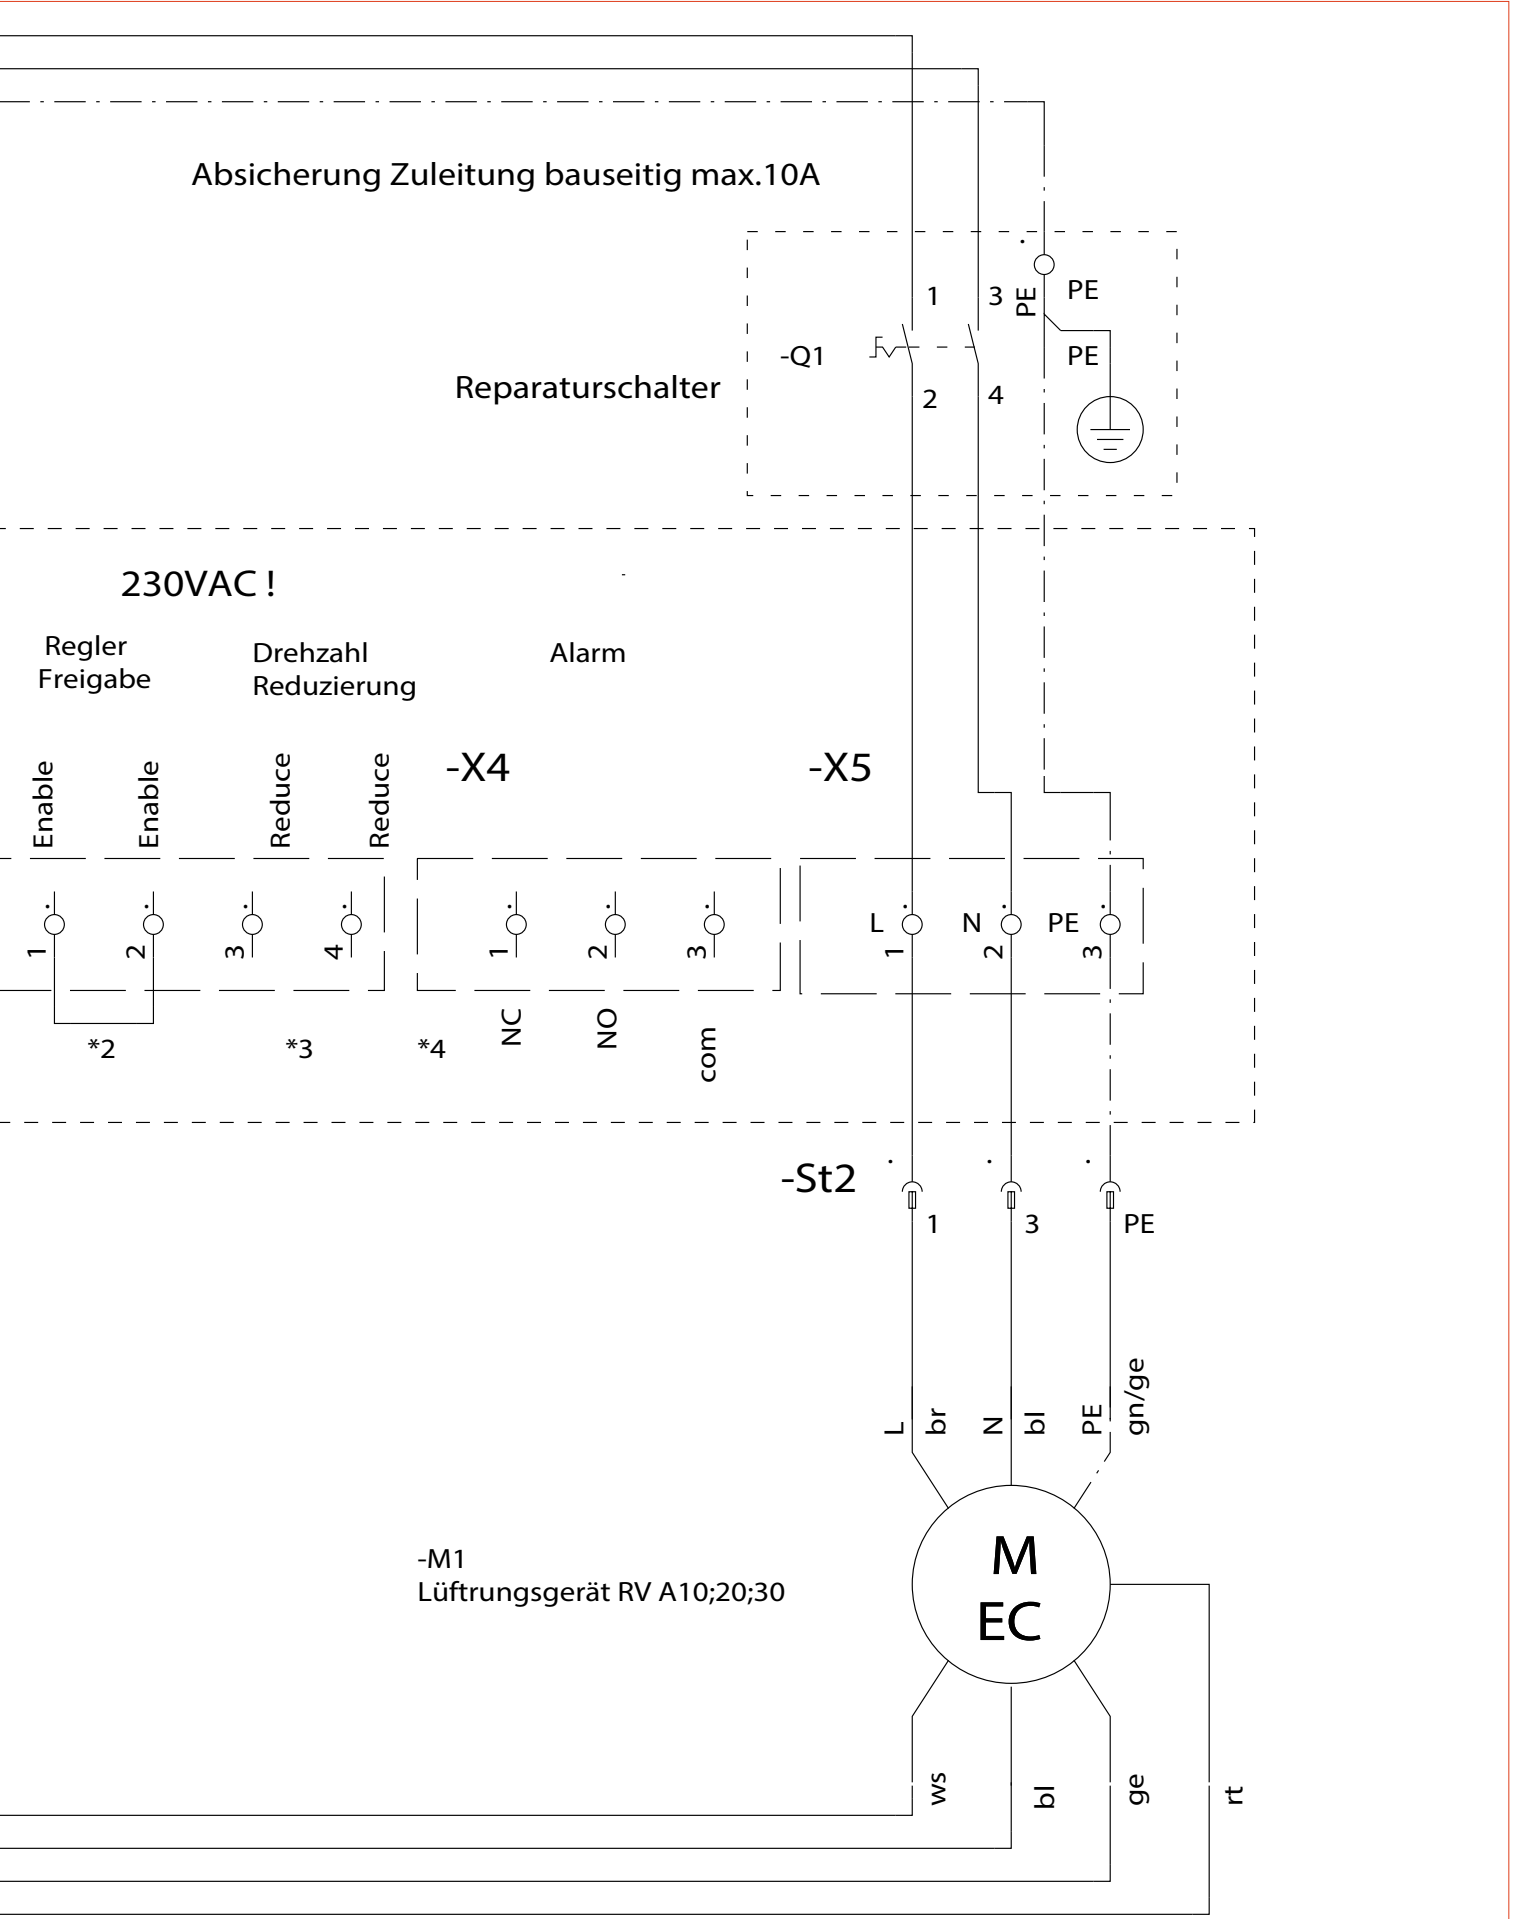 Absicherung Zuleitung bauseitig max.10A
1
3
PE
PE
-Q1
PE
Reparaturschalter
2
4
230VAC !
Regler
Freigabe
Drehzahl
Reduzierung
Alarm
Enable
Enable
Reduce
Reduce
-X4
-X5
L
N
PE
1
2
3
4
1
2
3
1
2
3
*2
*3
*4
NC
NO
com
-St2
1
3
PE
L
br
N
bl
PE
gn/ge
M
EC
-M1
Lüftrungsgerät RV A10;20;30
ws
bl
ge
rt